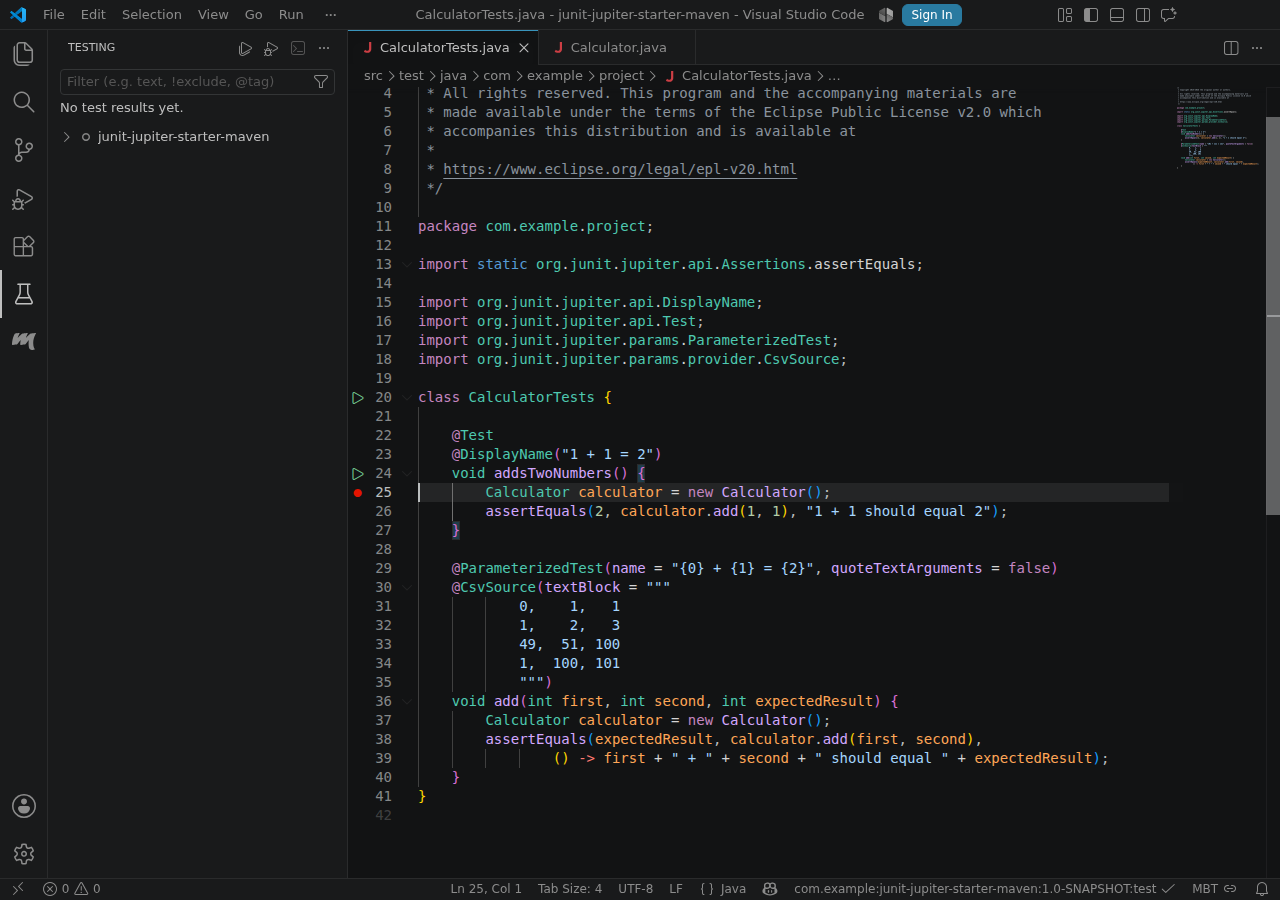 File Edit Selection View Go Run ··· CalculatorTests.java - junit-jupiter-starter-maven - Visual Studio Code Sign In
TESTING
Filter (e.g. text, !exclude, @tag)
No test results yet.
junit-jupiter-starter-maven
CalculatorTests.java Calculator.java
src > test > java > com > example > project > CalculatorTests.java > ...
4 * All rights reserved. This program and the accompanying materials are
5 * made available under the terms of the Eclipse Public License v2.0 which
6 * accompanies this distribution and is available at
7 *
8 * https://www.eclipse.org/legal/epl-v20.html
9 */
10
11 package com.example.project;
12
13 import static org.junit.jupiter.api.Assertions.assertEquals;
14
15 import org.junit.jupiter.api.DisplayName;
16 import org.junit.jupiter.api.Test;
17 import org.junit.jupiter.params.ParameterizedTest;
18 import org.junit.jupiter.params.provider.CsvSource;
19
20 class CalculatorTests {
21
22 @Test
23 @DisplayName("1 + 1 = 2")
24 void addsTwoNumbers() {
25 Calculator calculator = new Calculator();
26 assertEquals(2, calculator.add(1, 1), "1 + 1 should equal 2");
27 }
28
29 @ParameterizedTest(name = "{0} + {1} = {2}", quoteTextArguments = false)
30 @CsvSource(textBlock = """
31 0, 1, 1
32 1, 2, 3
33 49, 51, 100
34 1, 100, 101
35 """)
36 void add(int first, int second, int expectedResult) {
37 Calculator calculator = new Calculator();
38 assertEquals(expectedResult, calculator.add(first, second),
39 () -> first + " + " + second + " should equal " + expectedResult);
40 }
41 }
42
0 0 Ln 25, Col 1 Tab Size: 4 UTF-8 LF { } Java com.example:junit-jupiter-starter-maven:1.0-SNAPSHOT:test MBT